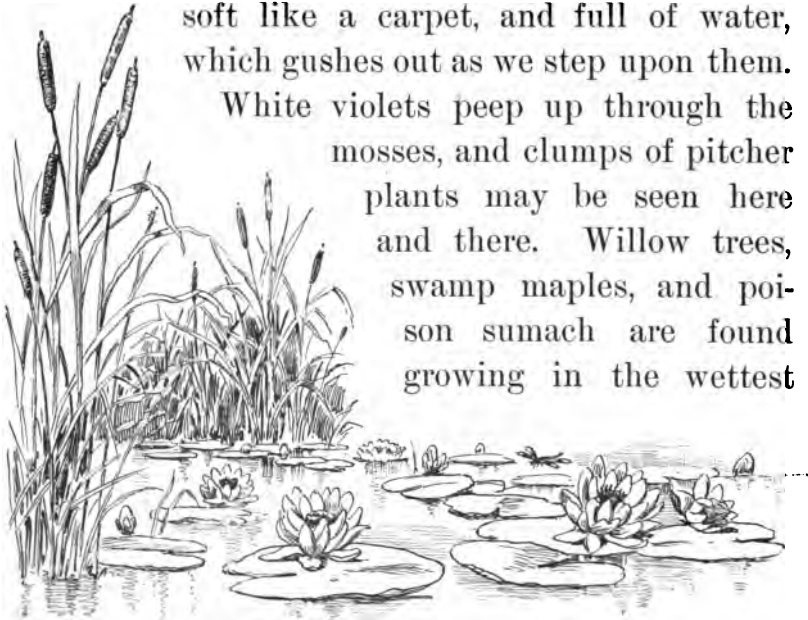 soft like a carpet, and full of water,
which gushes out as we step upon them.
White violets peep up through the
mosses, and clumps of pitcher
plants may be seen here
and there. Willow trees,
swamp maples, and poi-
son sumach are found
growing in the wettest